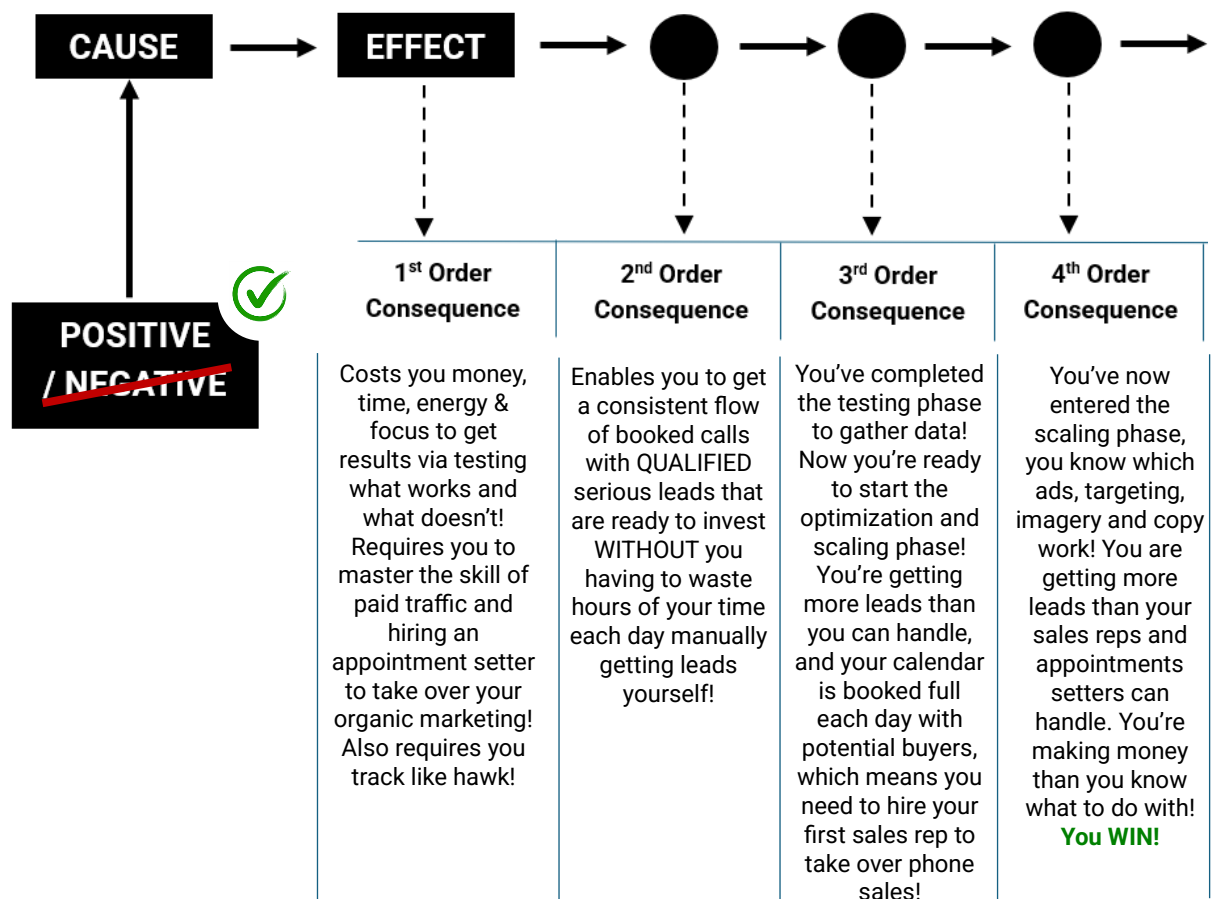 CAUSE
EFFECT
POSITIVE
/ NEGATIVE
1st Order
Consequence
2nd Order
Consequence
3rd Order
Consequence
4th Order
Consequence
Costs you money,
time, energy &
focus to get
results via testing
what works and
what doesn't!
Requires you to
master the skill of
paid traffic and
hiring an
appointment setter
to take over your
organic marketing!
Also requires you
track like hawk!
Enables you to get
a consistent flow
of booked calls
with QUALIFIED
serious leads that
are ready to invest
WITHOUT you
having to waste
hours of your time
each day manually
getting leads
yourself!
You've completed
the testing phase
to gather data!
Now you're ready
to start the
optimization and
scaling phase!
You're getting
more leads than
you can handle,
and your calendar
is booked full
each day with
potential buyers,
which means you
need to hire your
first sales rep to
take over phone
sales!
You've now
entered the
scaling phase,
you know which
ads, targeting,
imagery and copy
work! You are
getting more
leads than your
sales reps and
appointments
setters can
handle. You're
making money
than you know
what to do with!
You WIN!